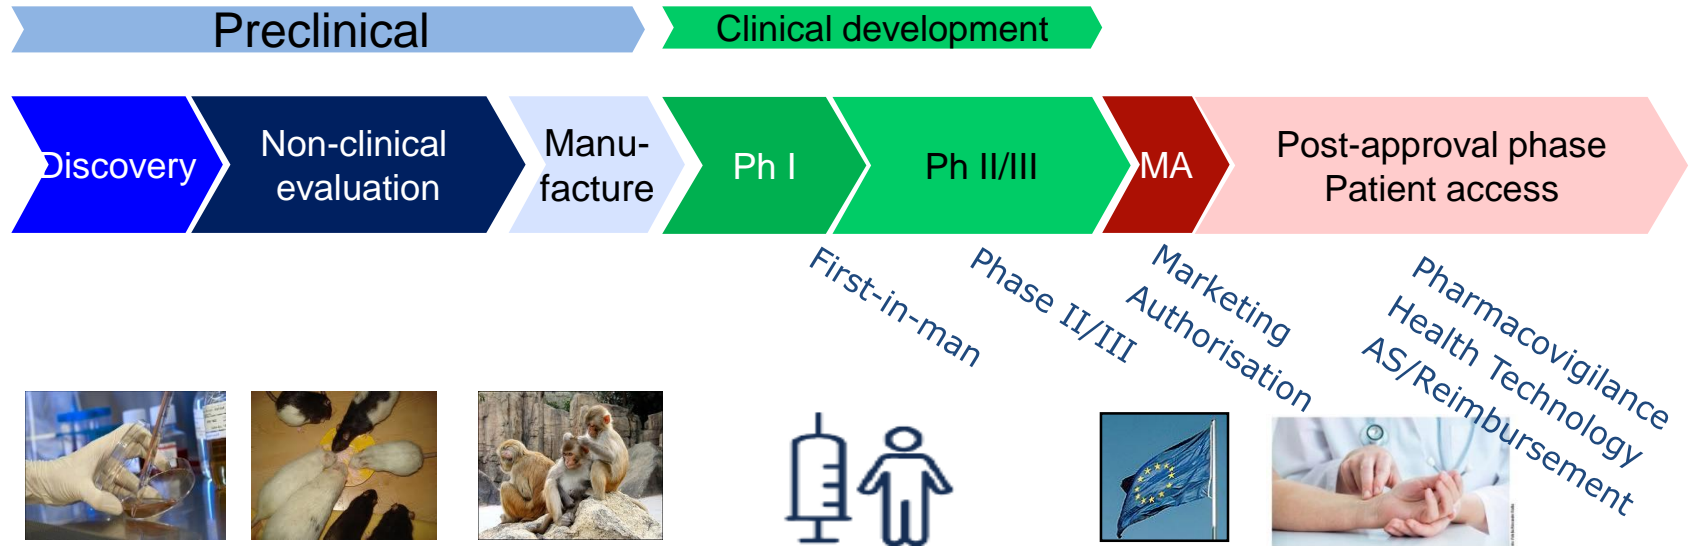 Preclinical
Clinical development
Discovery
Non-clinical
evaluation
Manu-
facture
Ph I
Ph II/III
MA
Post-approval phase
Patient access
First-in-man
Phase II/III
Marketing
Authorisation
Pharmacovigilance
Health Technology
AS/Reimbursement